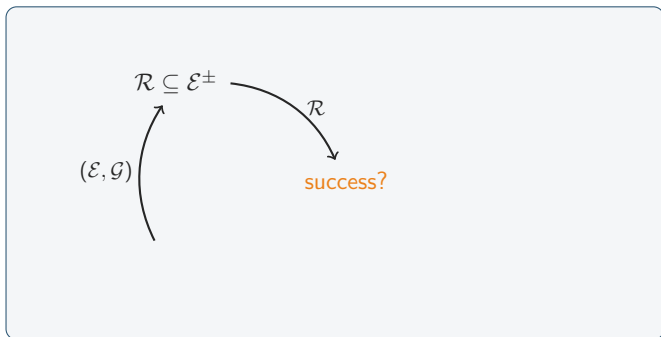 ℛ ⊆ ℰ±
ℛ
(ℰ, 𝒢)
success?